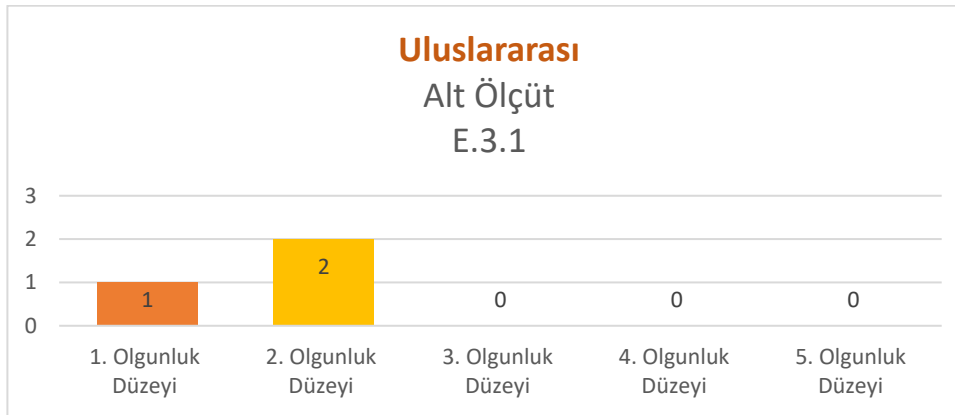 Uluslararası
Alt Ölçüt
E.3.1
3
2
1
0
1
2
0
0
0
1. Olgunluk
Düzeyi
2. Olgunluk
Düzeyi
3. Olgunluk
Düzeyi
4. Olgunluk
Düzeyi
5. Olgunluk
Düzeyi